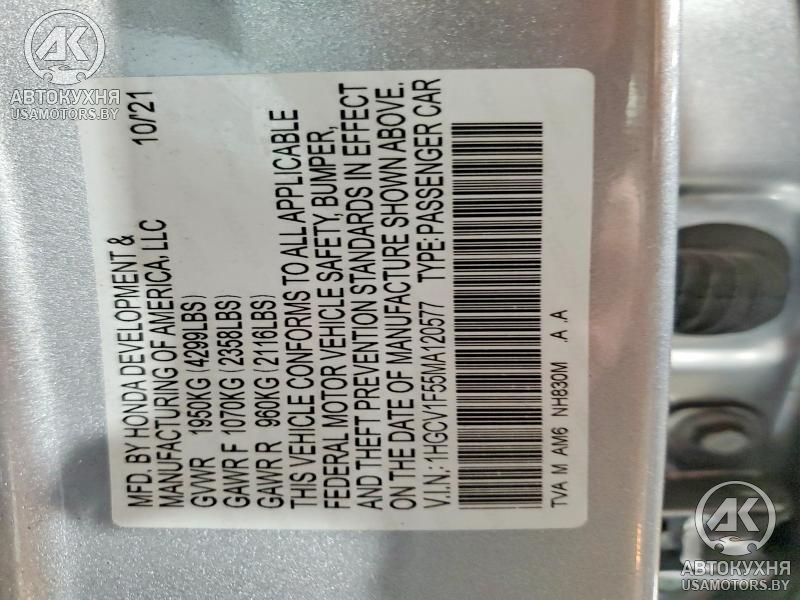 MFD. BY HONDA DEVELOPMENT &
MANUFACTURING OF AMERICA, LLC 10/'21
GVWR 1950KG (4299LBS)
GAWR F 1070KG (2358LBS)
GAWR R 960KG (2116LBS)
THIS VEHICLE CONFORMS TO ALL APPLICABLE
FEDERAL MOTOR VEHICLE SAFETY, BUMPER,
AND THEFT PREVENTION STANDARDS IN EFFECT
ON THE DATE OF MANUFACTURE SHOWN ABOVE.
V.I.N.: 1HGCV1F55MA120577 TYPE: PASSENGER CAR
TVA M AM6 NH830M .A .A
АК
АВТОКУХНЯ
USAMOTORS.BY
АК
АВТОКУХНЯ
USAMOTORS.BY